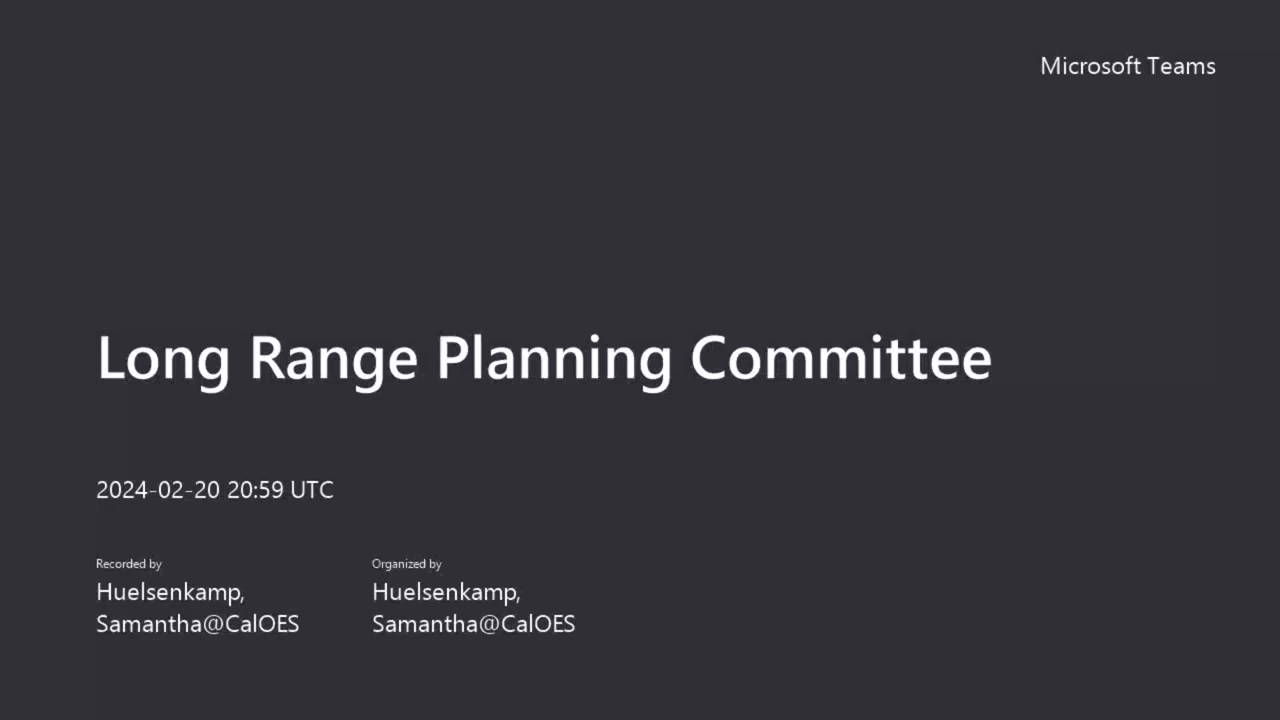 Microsoft Teams
Long Range Planning Committee
2024-02-20 20:59 UTC
Recorded by
Huelsenkamp,
Samantha@CalOES
Organized by
Huelsenkamp,
Samantha@CalOES